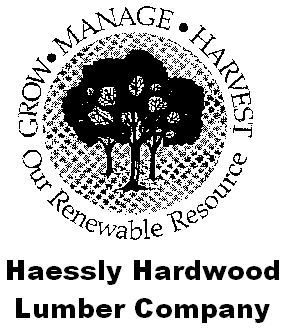 GROW • MANAGE • HARVEST
Our Renewable Resource
Haessly Hardwood
Lumber Company